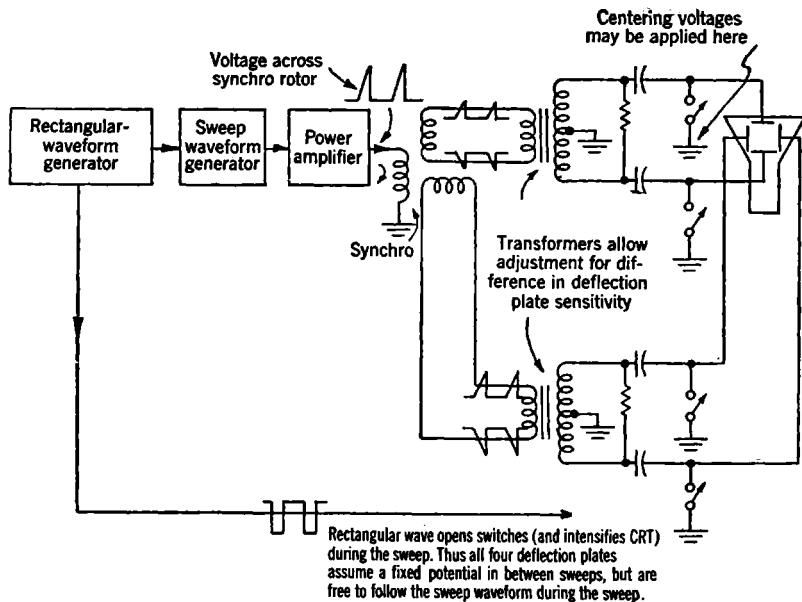 Centering voltages
may be applied here
Voltage across
synchro rotor
Rectangular-
waveform
generator
Sweep
waveform
generator
Power
amplifier
Synchro
Transformers allow
adjustment for dif-
ference in deflection
plate sensitivity
Rectangular wave opens switches (and intensifies CRT)
during the sweep. Thus all four deflection plates
assume a fixed potential in between sweeps, but are
free to follow the sweep waveform during the sweep.